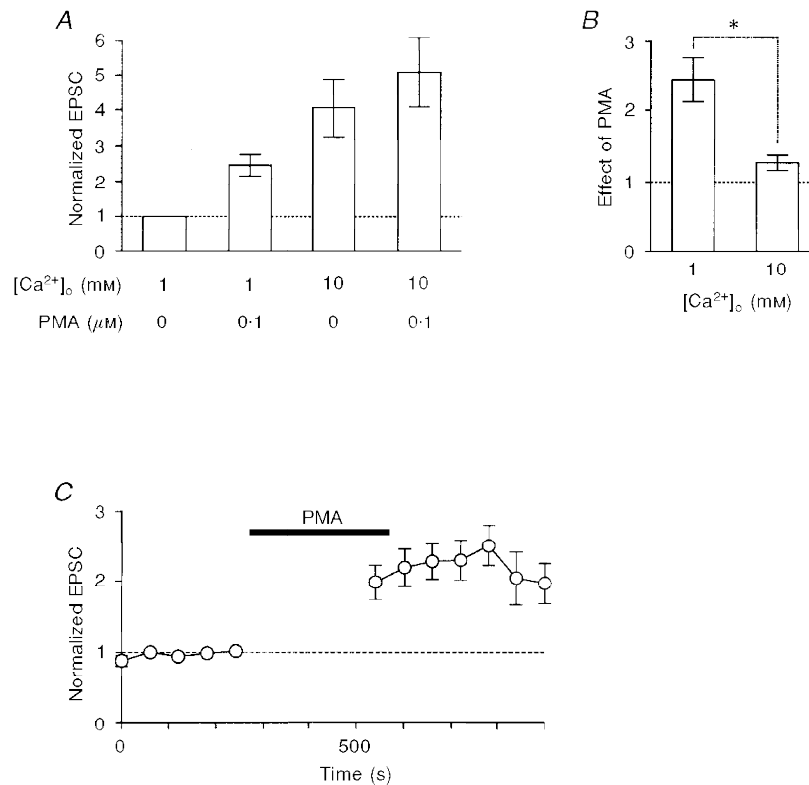 A
Normalized EPSC
6
5
4
3
2
1
0
[Ca²⁺]ₒ (mM) 1 1 10 10
PMA (μM) 0 0·1 0 0·1
B
Effect of PMA
3
2
1
0
*
1 10
[Ca²⁺]ₒ (mM)
C
Normalized EPSC
3
2
1
0
PMA
0 500
Time (s)